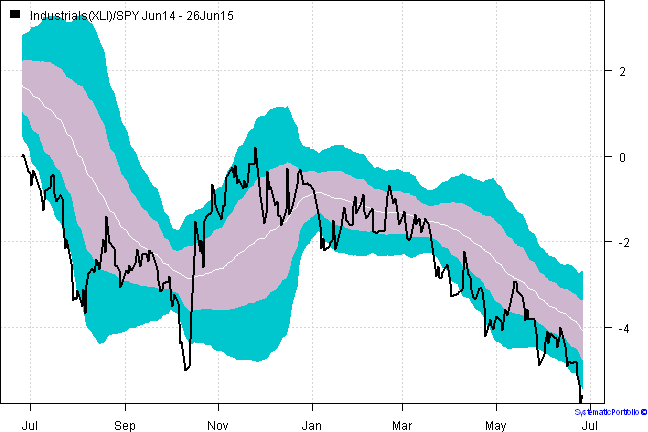 Industrials(XLI)/SPY Jun14 - 26Jun15
2
0
-2
-4
Jul Sep Nov Jan Mar May Jul
SystematicPortfolio ©